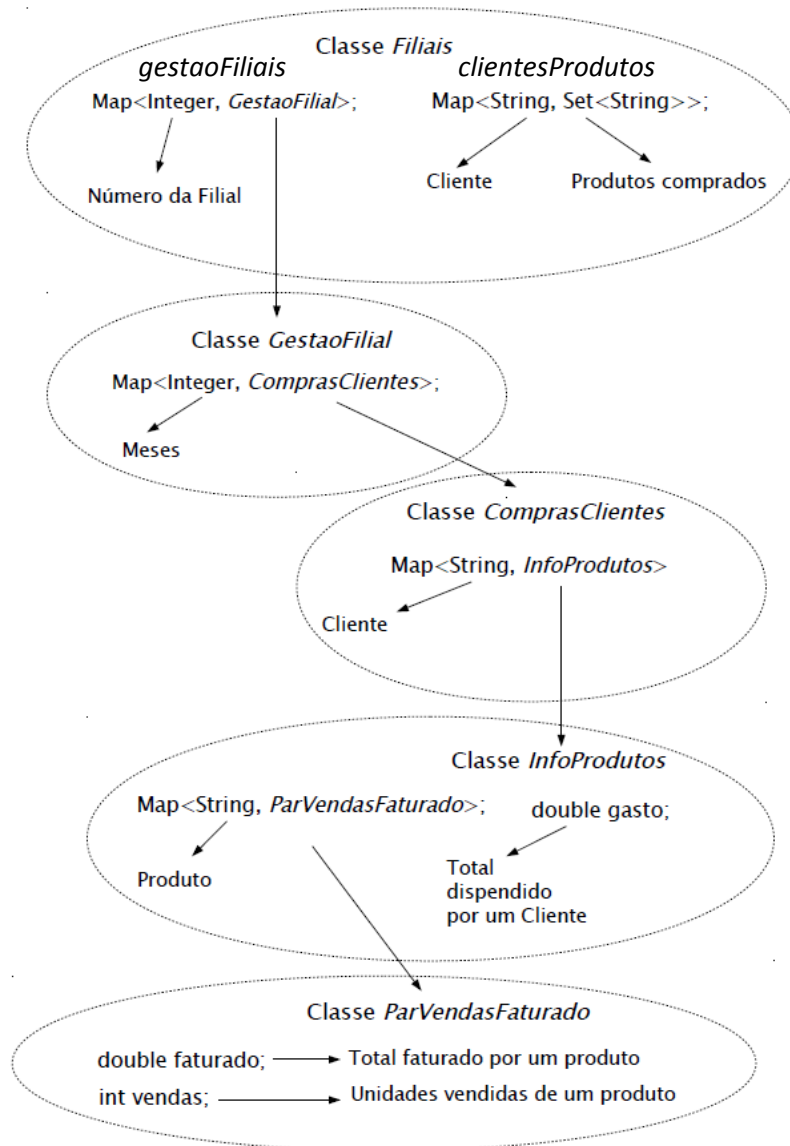 Classe Filiais
gestaoFiliais clientesProdutos
Map<Integer, GestaoFilial>; Map<String, Set<String>>;
Número da Filial Cliente Produtos comprados
Classe GestaoFilial
Map<Integer, ComprasClientes>;
Meses
Classe ComprasClientes
Map<String, InfoProdutos>
Cliente
Classe InfoProdutos
Map<String, ParVendasFaturado>; double gasto;
Produto
Total
dispendido
por um Cliente
Classe ParVendasFaturado
double faturado; Total faturado por um produto
int vendas; Unidades vendidas de um produto